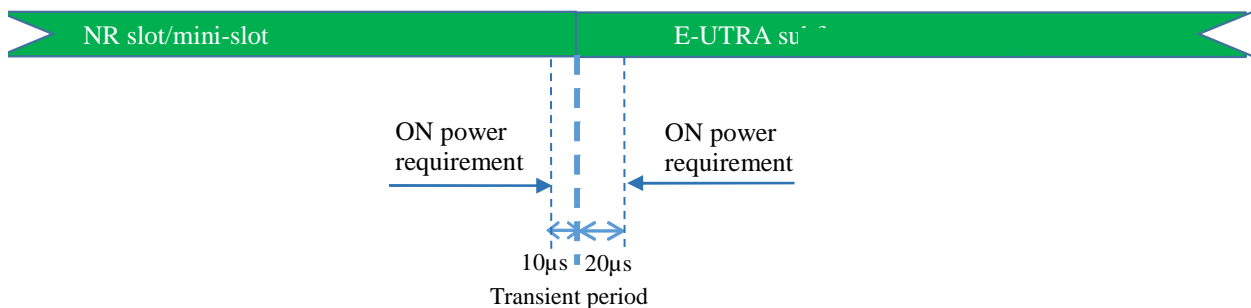 NR slot/mini-slot
E-UTRA
ON power
requirement
ON power
requirement
10µs
20µs
Transient period